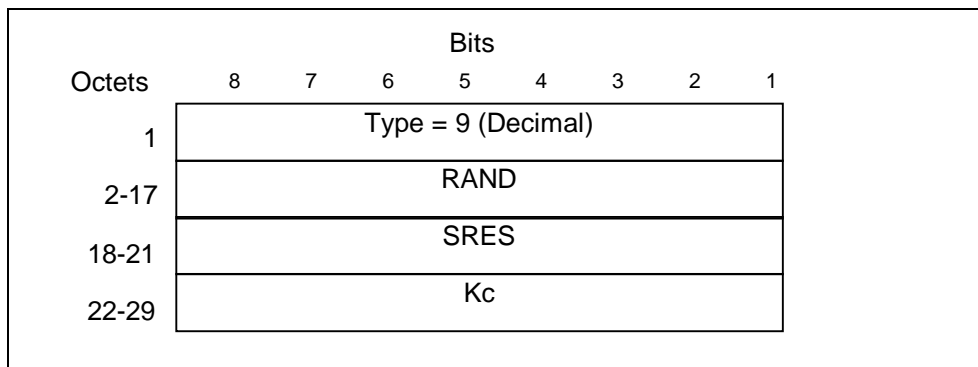 Bits
Octets 8 7 6 5 4 3 2 1
1 Type = 9 (Decimal)
2-17 RAND
18-21 SRES
22-29 Kc